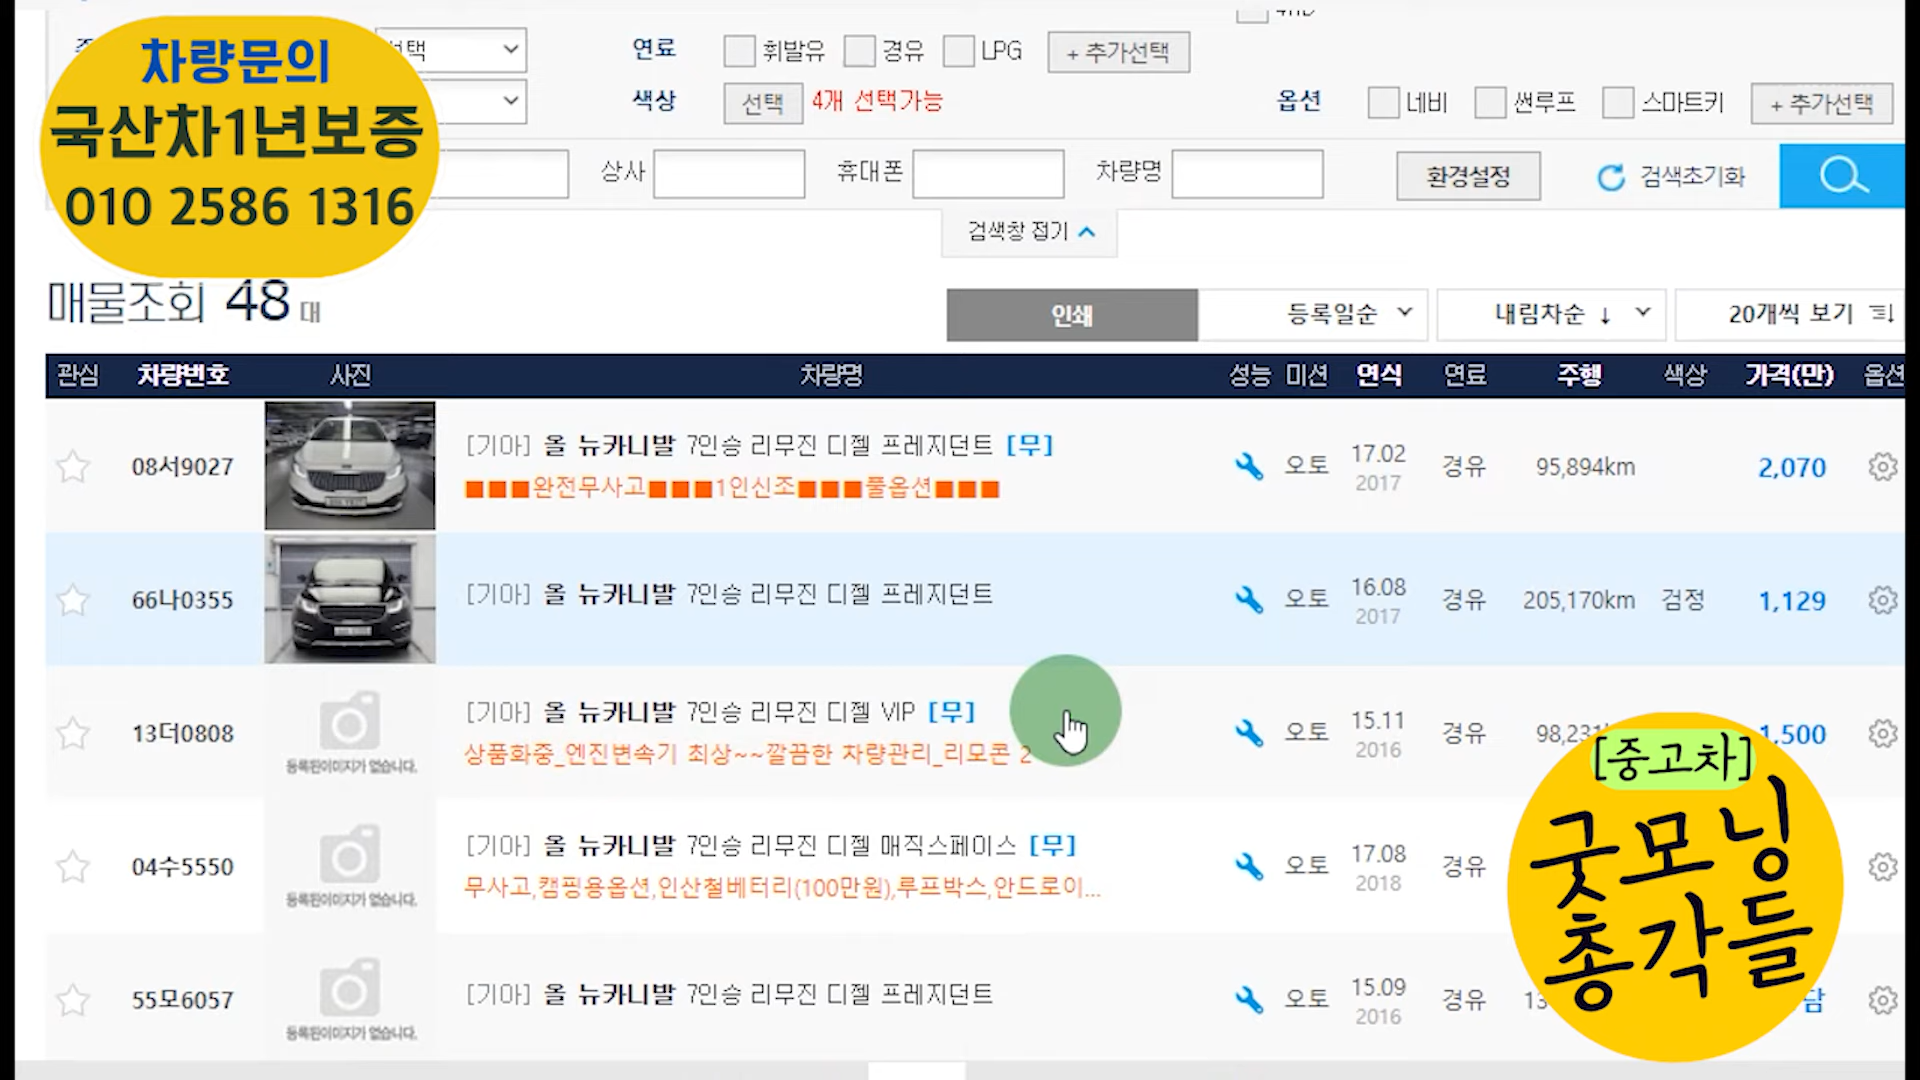 차량문의
국산차1년보증
010 2586 1316
선택
연료 휘발유 경유 LPG + 추가선택
색상 선택 4개 선택가능
옵션 네비 썬루프 스마트키 + 추가선택
상사 휴대폰 차량명 환경설정 검색초기화
검색창 접기
매물조회 48 대
인쇄 등록일순 내림차순 ↓ 20개씩 보기
관심 차량번호 사진 차량명 성능 미션 연식 연료 주행 색상 가격(만) 옵션
08서9027 [기아] 올 뉴카니발 7인승 리무진 디젤 프레지던트 [무] 오토 17.02 경유 95,894km 2,070
■■■완전무사고■■■1인신조■■■풀옵션■■■ 2017
66나0355 [기아] 올 뉴카니발 7인승 리무진 디젤 프레지던트 오토 16.08 경유 205,170km 검정 1,129
2017
13더0808 [기아] 올 뉴카니발 7인승 리무진 디젤 VIP [무] 오토 15.11 경유 98,23 1,500
등록된이미지가 없습니다. 상품화중_엔진변속기 최상~~깔끔한 차량관리_리모콘 2 2016
04수5550 [기아] 올 뉴카니발 7인승 리무진 디젤 매직스페이스 [무] 오토 17.08 경유
등록된이미지가 없습니다. 무사고,캠핑용옵션,인산철베터리(100만원),루프박스,안드로이... 2018
55모6057 [기아] 올 뉴카니발 7인승 리무진 디젤 프레지던트 오토 15.09 경유 13 담
등록된이미지가 없습니다. 2016
[중고차]
굿모닝
총각들